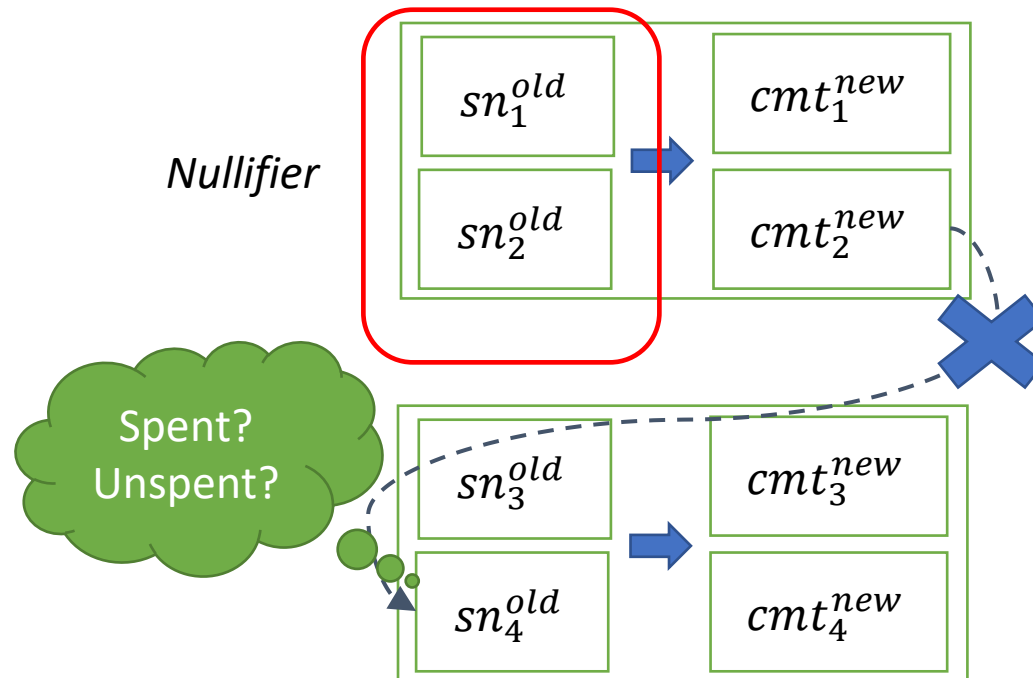 sn_1^old
cmt_1^new
Nullifier
sn_2^old
cmt_2^new
Spent?
Unspent?
sn_3^old
cmt_3^new
sn_4^old
cmt_4^new